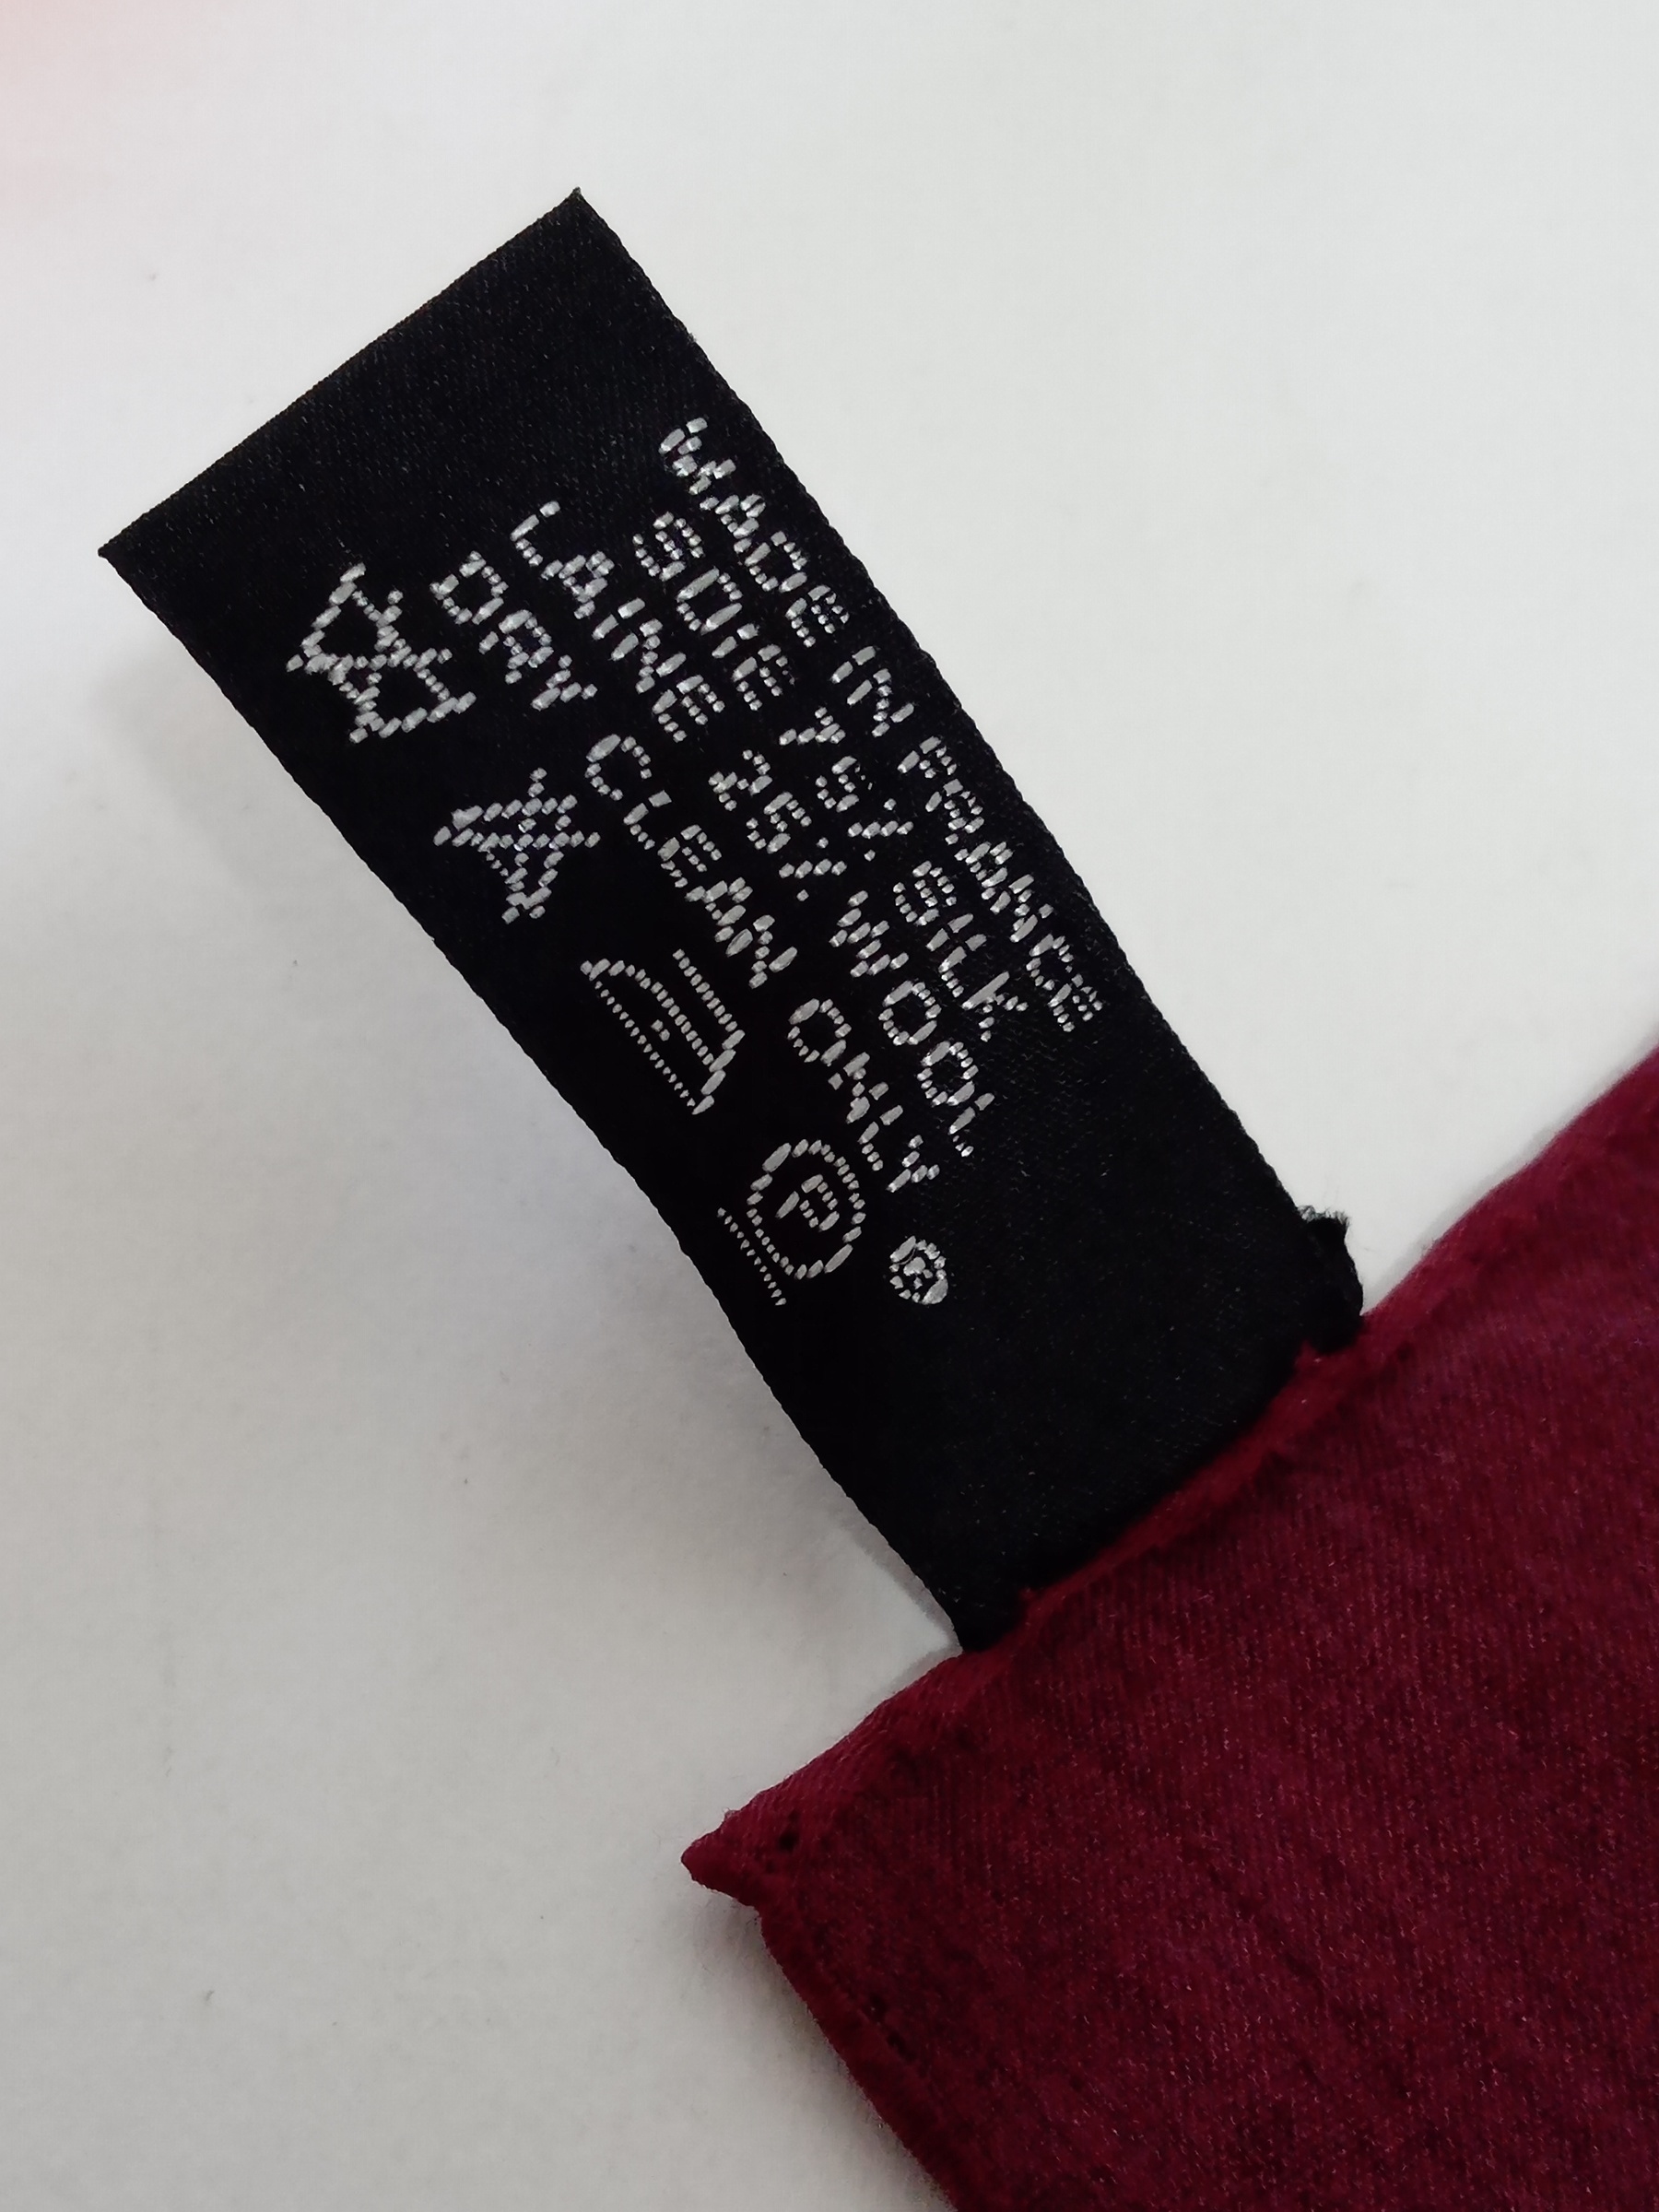 MADE IN FRANCE
SOIE 75% SILK
LAINE 25% WOOL
DRY CLEAN ONLY
P
®